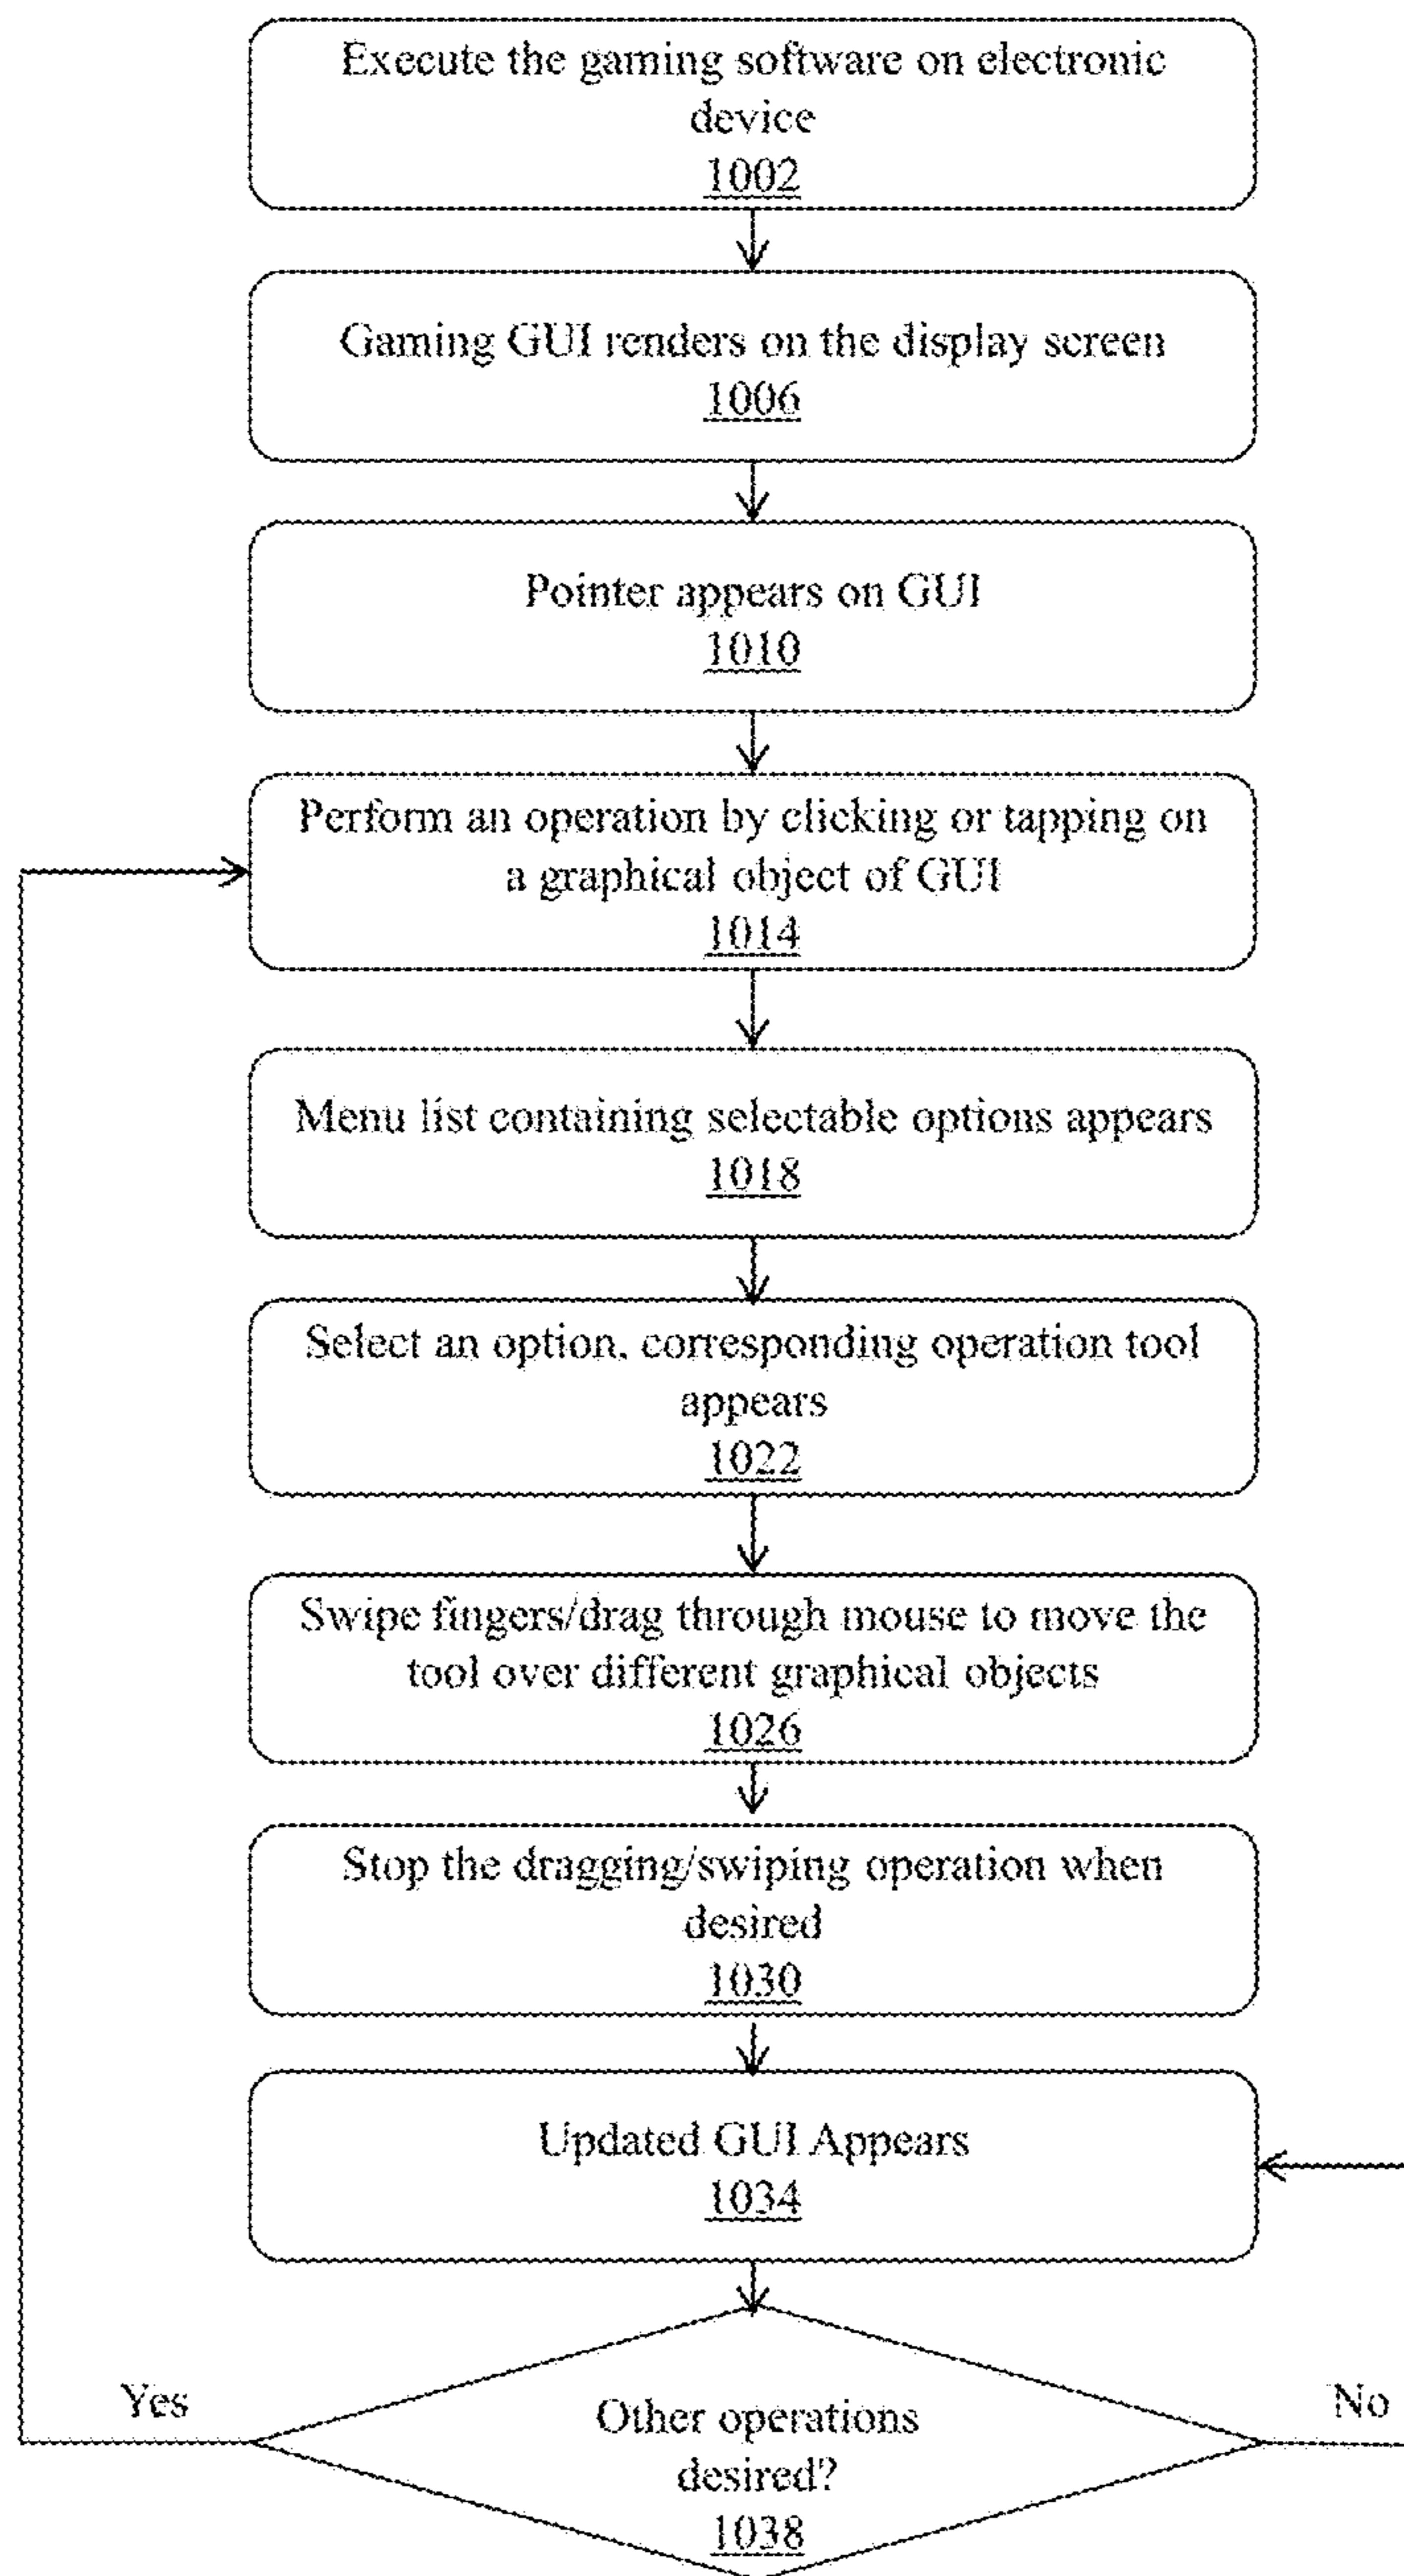 Execute the gaming software on electronic
device
1002
Gaming GUI renders on the display screen
1006
Pointer appears on GUI
1010
Perform an operation by clicking or tapping on
a graphical object of GUI
1014
Menu list containing selectable options appears
1018
Select an option, corresponding operation tool
appears
1022
Swipe fingers/drag through mouse to move the
tool over different graphical objects
1026
Stop the dragging/swiping operation when
desired
1030
Updated GUI Appears
1034
Yes
No
Other operations
desired?
1038